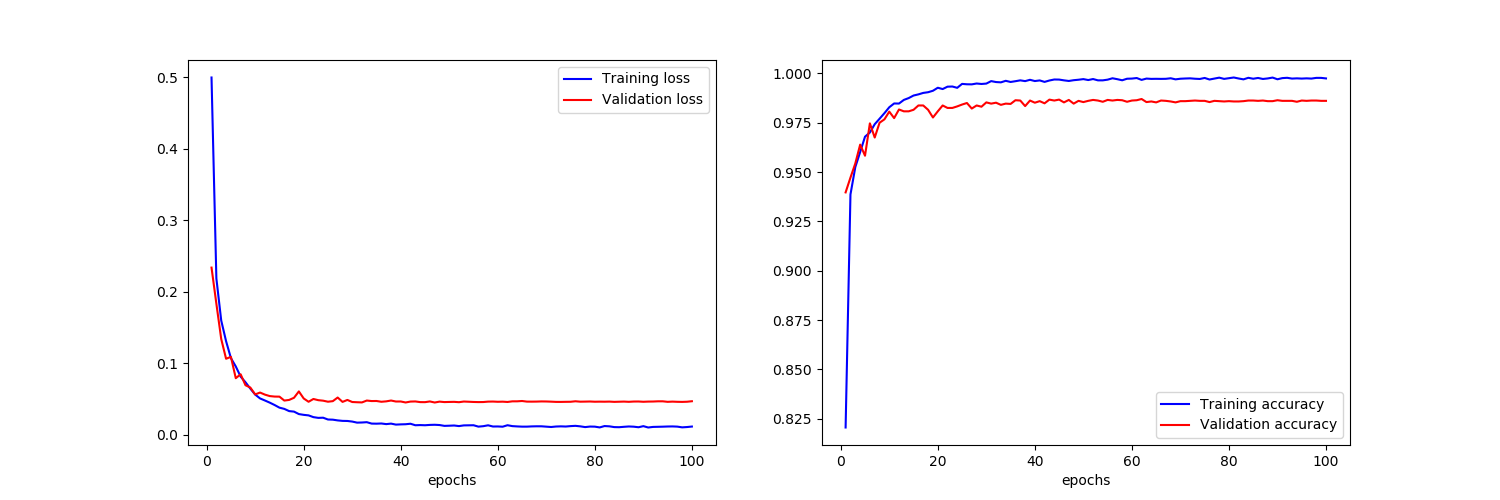 0.5
0.4
0.3
0.2
0.1
0.0
0 20 40 60 80 100
epochs
Training loss
Validation loss
1.000
0.975
0.950
0.925
0.900
0.875
0.850
0.825
0 20 40 60 80 100
epochs
Training accuracy
Validation accuracy